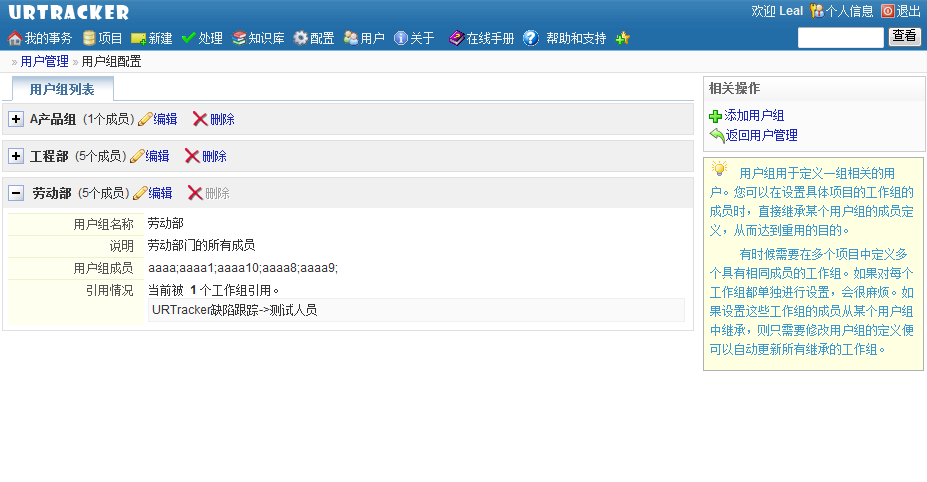 URTRACKER
欢迎 Leal 个人信息 退出
我的事务 项目 新建 处理 知识库 配置 用户 关于 在线手册 帮助和支持 查看
» 用户管理 » 用户组配置
用户组列表
A产品组 (1个成员) 编辑 删除
工程部 (5个成员) 编辑 删除
劳动部 (5个成员) 编辑 删除
用户组名称 劳动部
说明 劳动部门的所有成员
用户组成员 aaaa;aaaa1;aaaa10;aaaa8;aaaa9;
引用情况 当前被 1 个工作组引用。
URTracker缺陷跟踪->测试人员
相关操作
添加用户组
返回用户管理
用户组用于定义一组相关的用
户。您可以在设置具体项目的工作组的
成员时，直接继承某个用户组的成员定
义，从而达到重用的目的。
有时候需要在多个项目中定义多
个具有相同成员的工作组。如果对每个
工作组都单独进行设置，会很麻烦。如
果设置这些工作组的成员从某个用户组
中继承，则只需要修改用户组的定义便
可以自动更新所有继承的工作组。